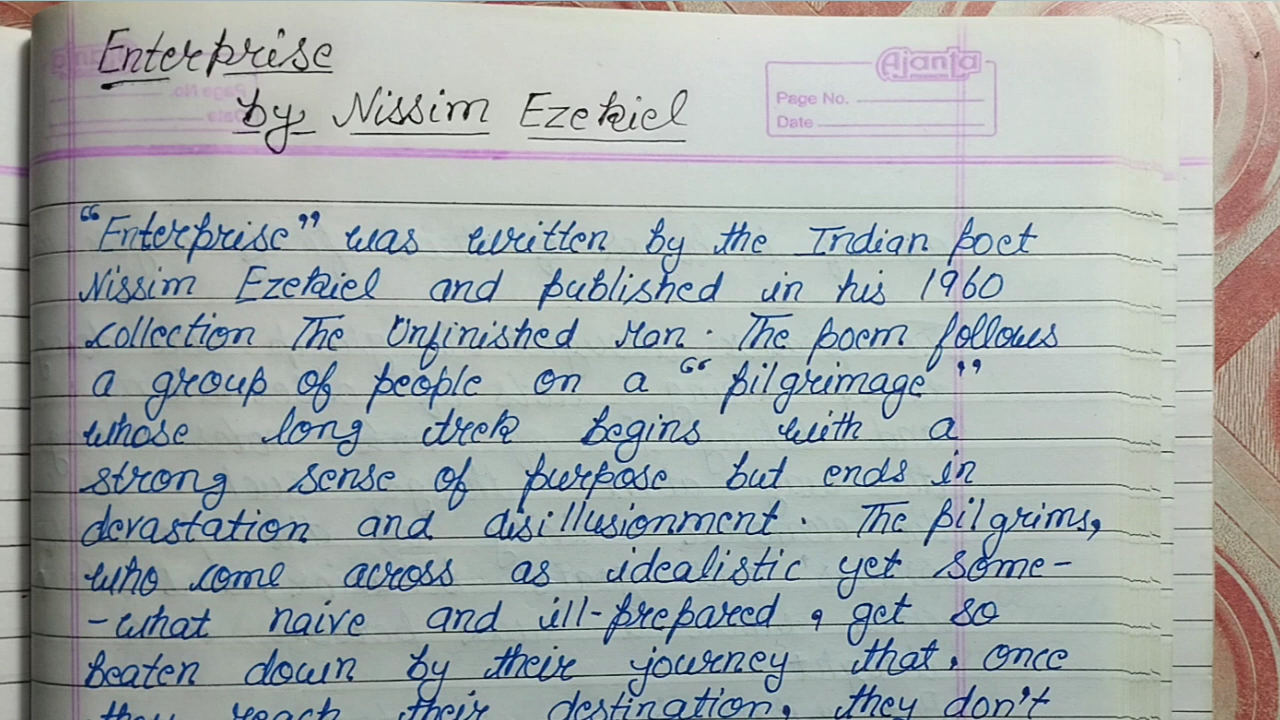 Enterprise
by Nissim Ezekiel
Ajanta
Page No.
Date
"Enterprise" was written by the Indian poet
Nissim Ezekiel and published in his 1960
collection The Unfinished Man. The poem follows
a group of people on a "pilgrimage"
whose long trek begins with a
strong sense of purpose but ends in
devastation and disillusionment. The pilgrims,
who come across as idealistic yet some-
-what naive and ill-prepared, get so
beaten down by their journey that, once
they reach their destination, they don't